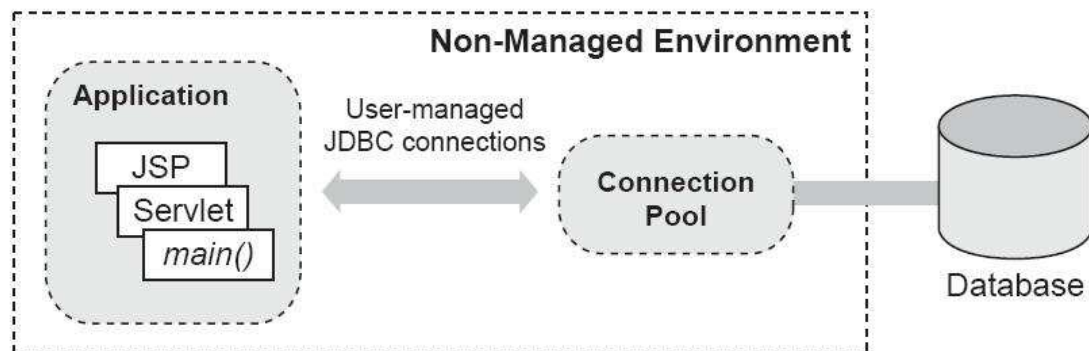 Non-Managed Environment
Application
JSP
Servlet
main()
User-managed
JDBC connections
Connection
Pool
Database